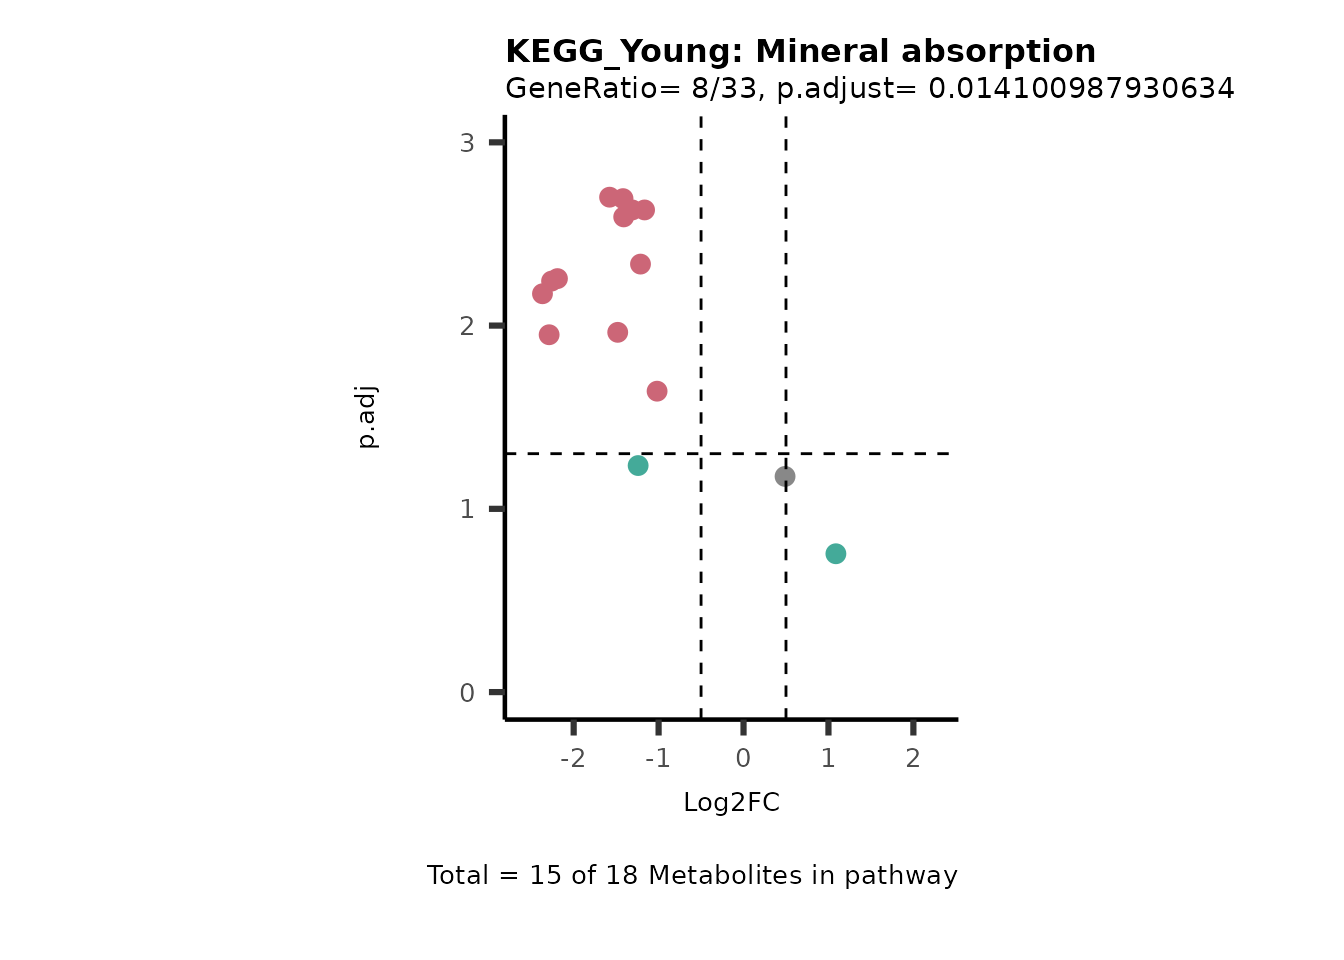 KEGG_Young: Mineral absorption
GeneRatio= 8/33, p.adjust= 0.014100987930634
3
2
1
0
p.adj
-2 -1 0 1 2
Log2FC
Total = 15 of 18 Metabolites in pathway